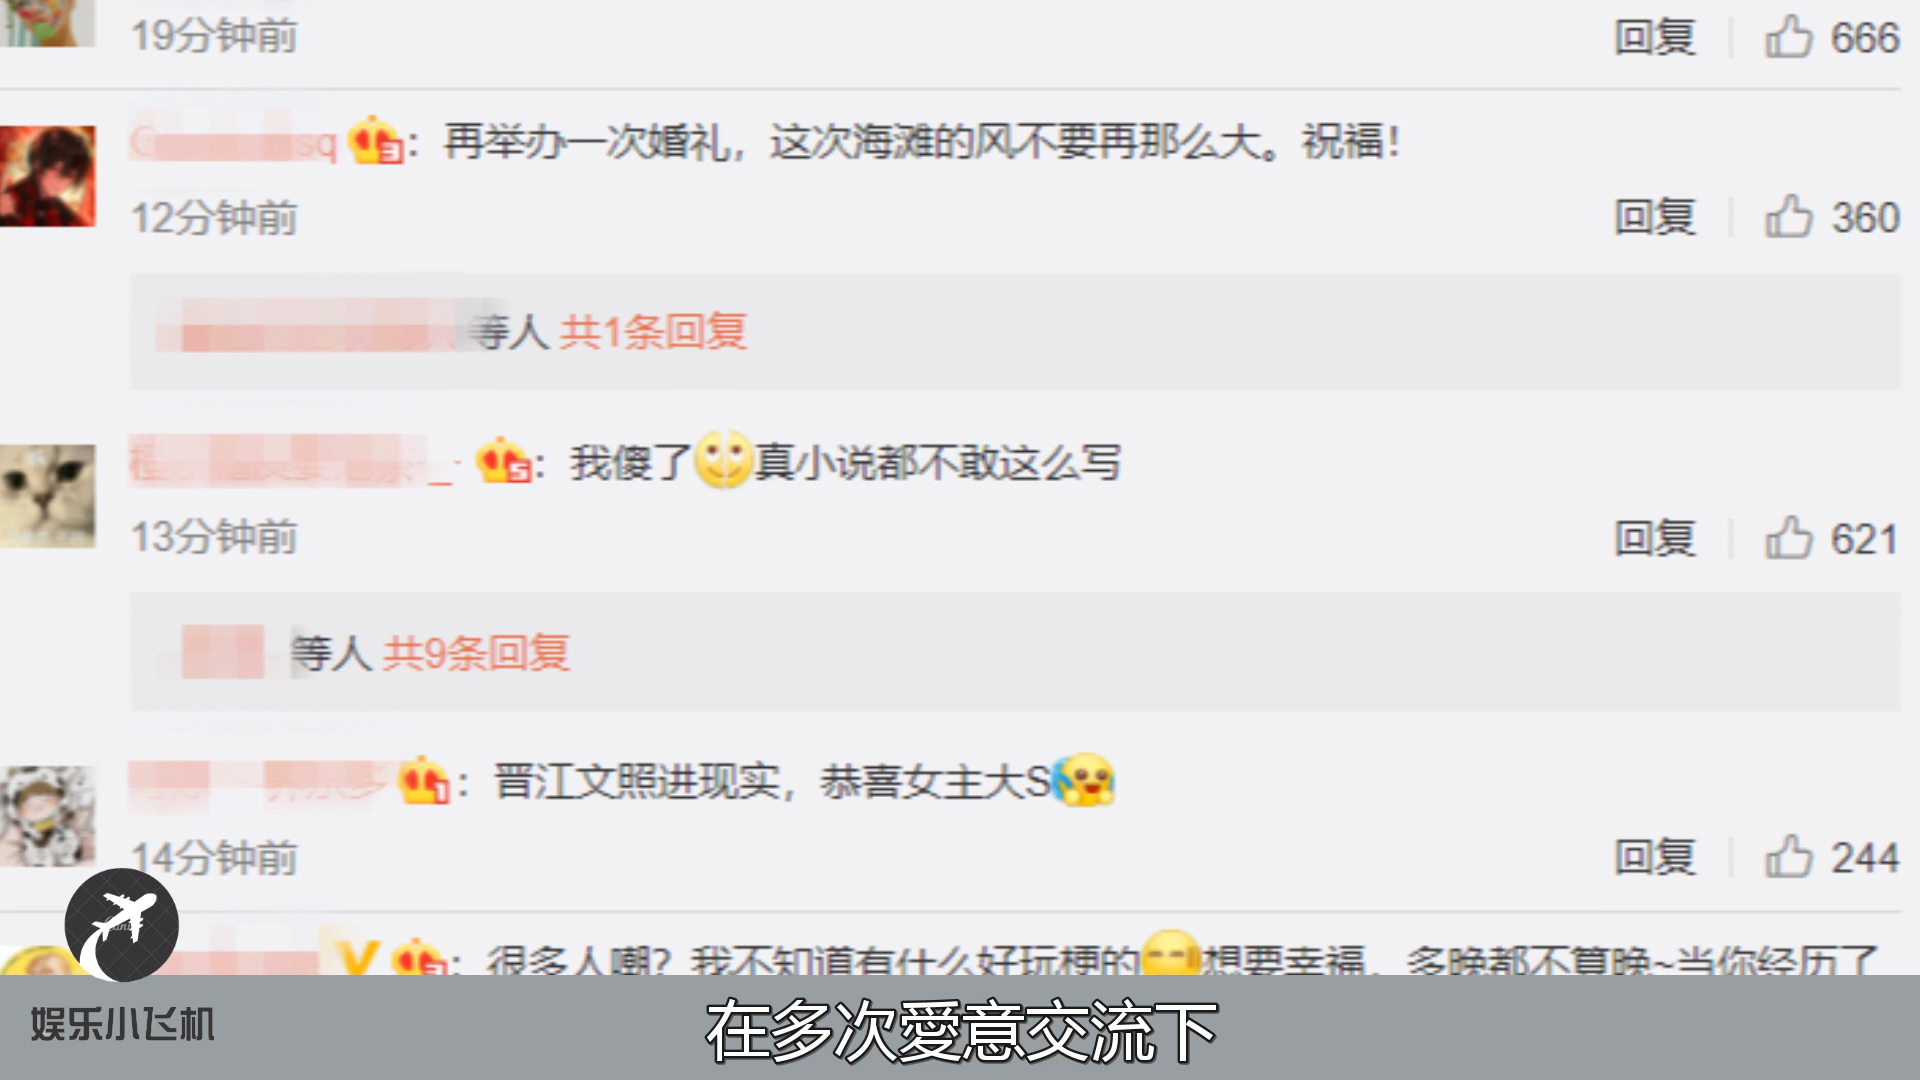 19分钟前
回复 666
: 再举办一次婚礼，这次海滩的风不要再那么大。祝福！
12分钟前
回复 360
等人 共1条回复
: 我傻了真小说都不敢这么写
13分钟前
回复 621
等人 共9条回复
: 晋江文照进现实，恭喜女主大S
14分钟前
回复 244
: 很多人嘲？我不知道有什么好玩梗的想要幸福，多晚都不算晚~当你经历了
娱乐小飞机
在多次愛意交流下